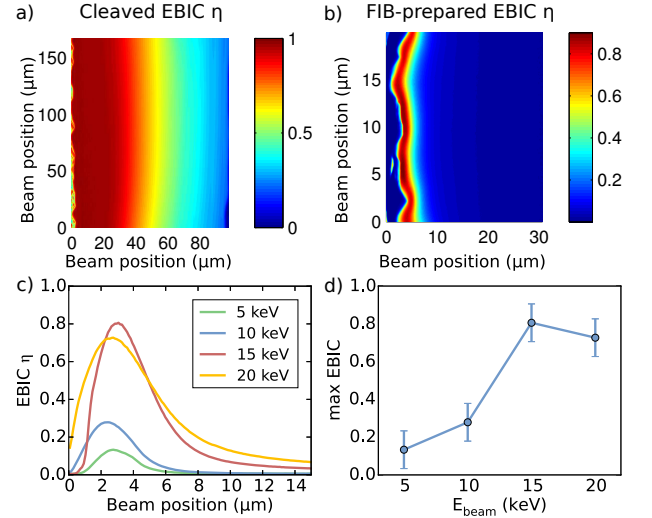 a) Cleaved EBIC η
Beam position (μm)
150
100
50
0
0 20 40 60 80
Beam position (μm)
1
0.5
0
b) FIB-prepared EBIC η
Beam position (μm)
15
10
5
0
0 10 20 30
Beam position (μm)
0.8
0.6
0.4
0.2
c)
EBIC η
1.0
0.8
0.6
0.4
0.2
0.0
0 2 4 6 8 10 12 14
Beam position (μm)
5 keV
10 keV
15 keV
20 keV
d)
max EBIC
1.0
0.8
0.6
0.4
0.2
0.0
5 10 15 20
E_beam (keV)